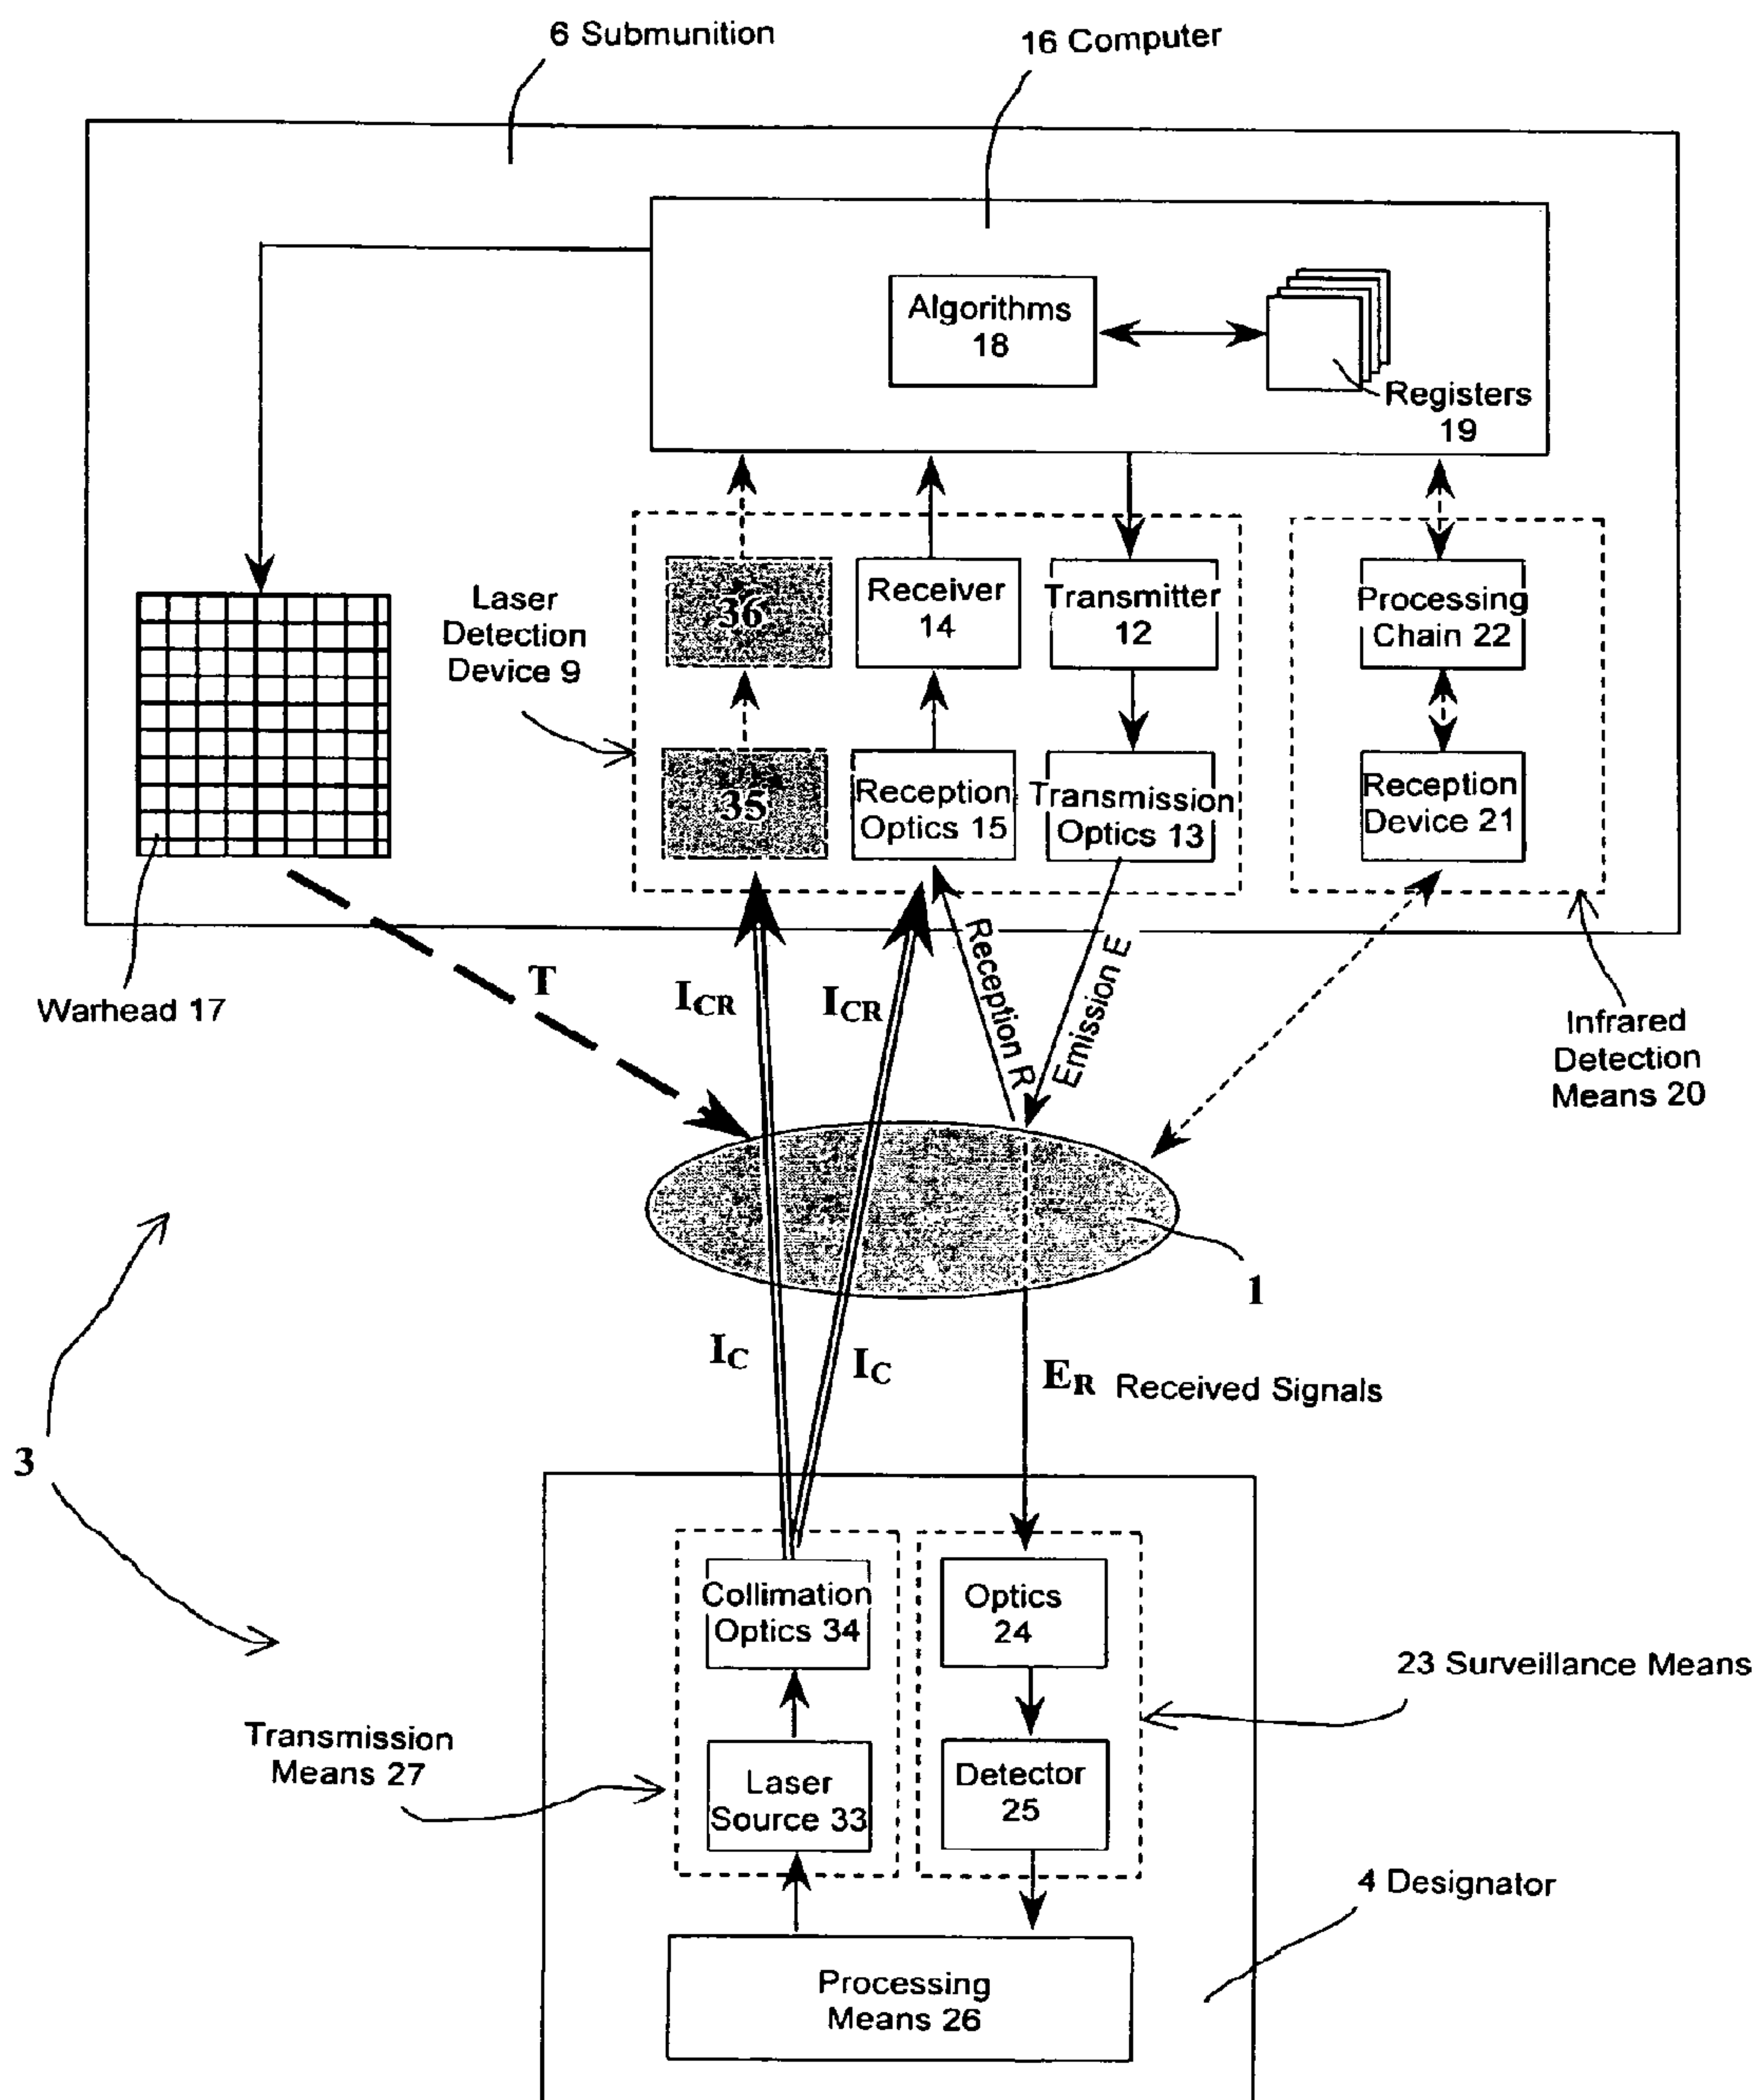 6 Submunition
16 Computer
Algorithms
18
Registers
19
Laser
Detection
Device 9
36
Receiver
14
Transmitter
12
Processing
Chain 22
35
Reception
Optics 15
Transmission
Optics 13
Reception
Device 21
Warhead 17
T
ICR
ICR
Reception R
Emission E
Infrared
Detection
Means 20
1
IC
IC
ER Received Signals
3
Collimation
Optics 34
Optics
24
23 Surveillance Means
Transmission
Means 27
Laser
Source 33
Detector
25
4 Designator
Processing
Means 26